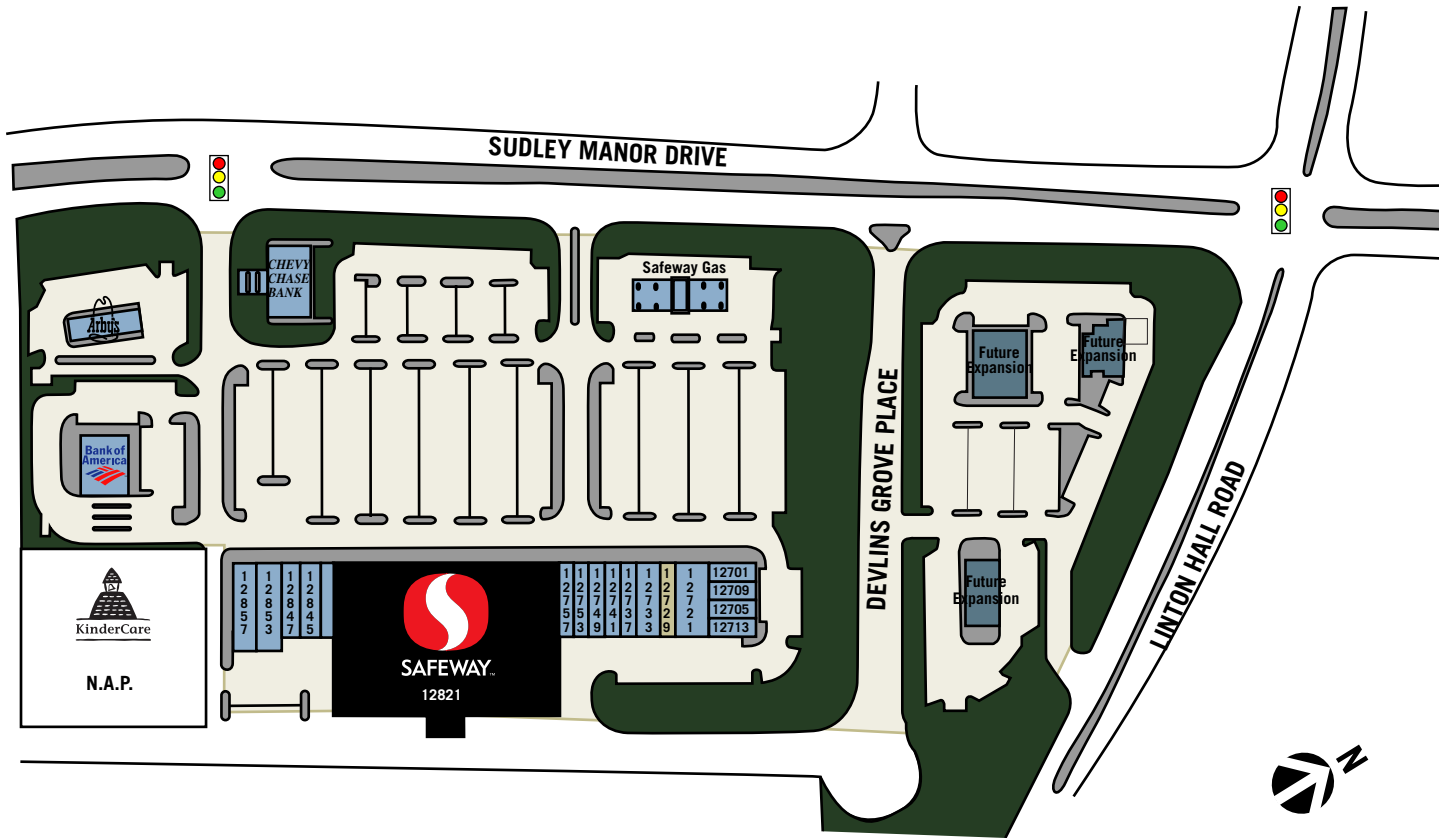 SUDLEY MANOR DRIVE
CHEVY
CHASE
BANK
Safeway Gas
Arby's
Future
Expansion
Future
Expansion
Bank of
America
DEVLINS GROVE PLACE
LINTON HALL ROAD
KinderCare
N.A.P.
12857
12853
12847
12845
SAFEWAY™
12821
12757
12753
12749
12741
12737
12733
12729
12721
12701
12709
12705
12713
Future
Expansion
N